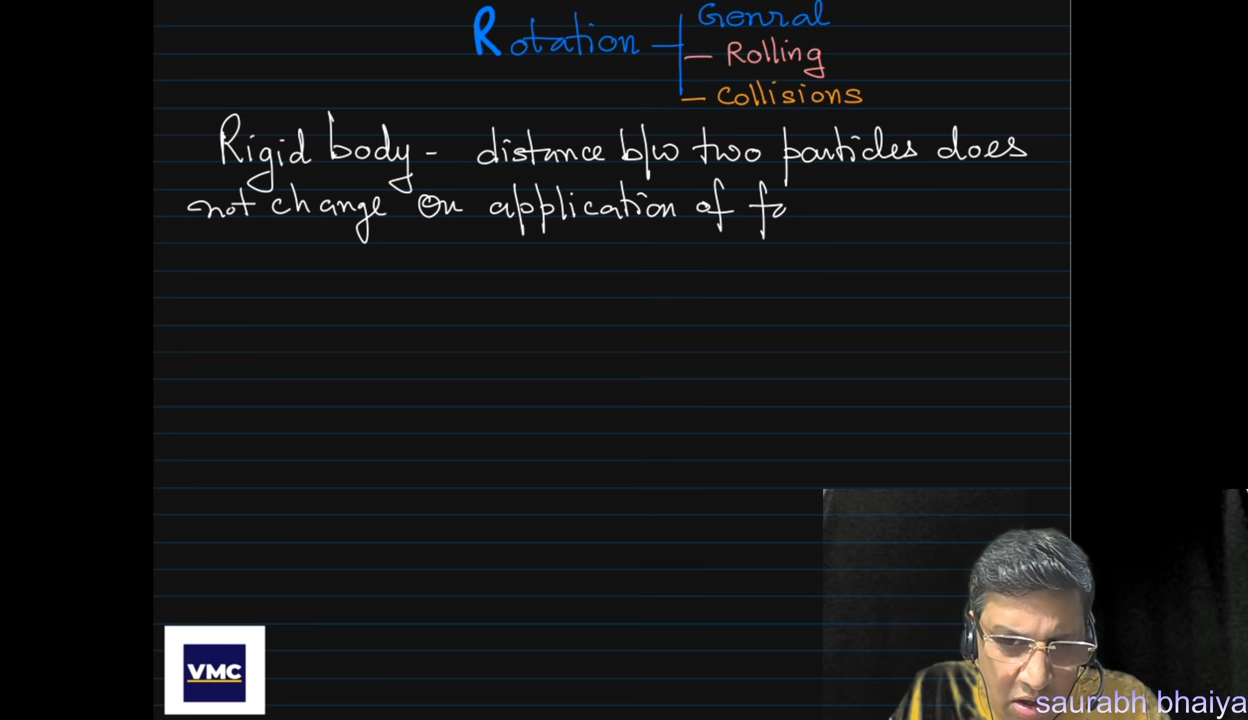 Rotation
Genral
— Rolling
— Collisions
Rigid body - distance b/w two particles does
not change on application of fo
VMC
saurabh bhaiya